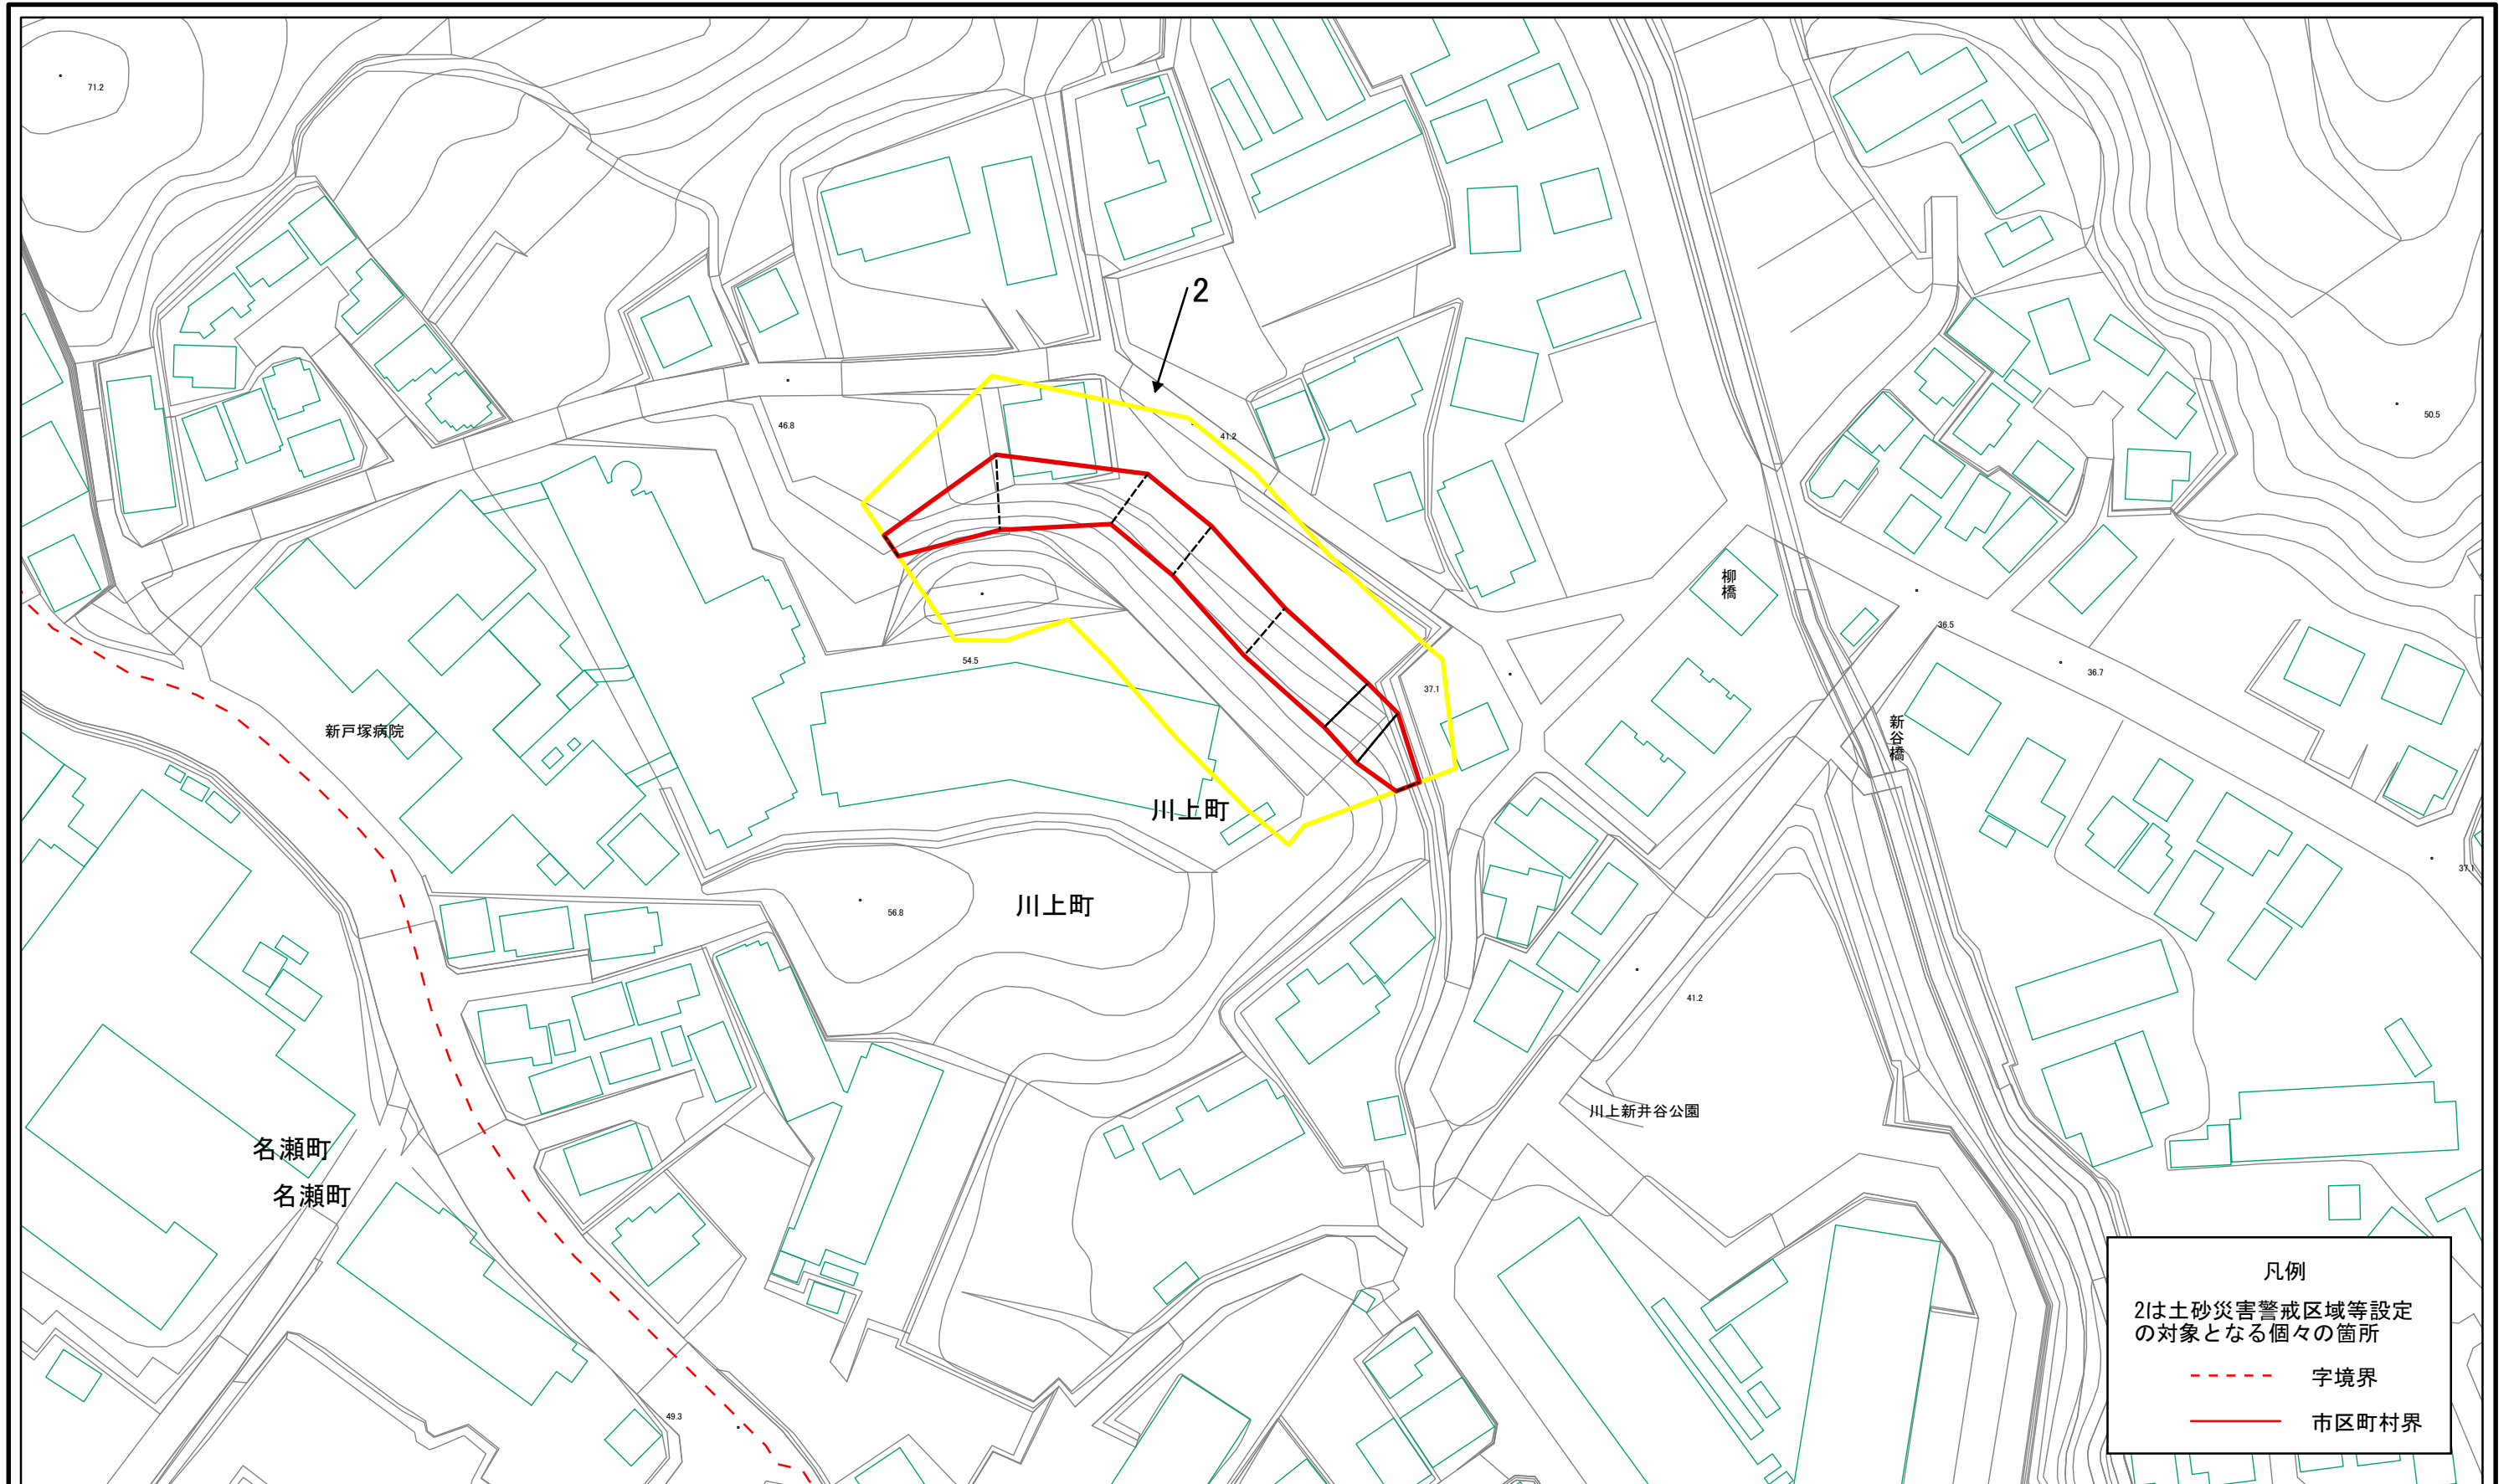 71.2
2
46.8
41.2
50.5
柳橋
36.5
36.7
54.5
37.1
新戸塚病院
新谷橋
川上町
37.1
川上町
56.8
41.2
川上新井谷公園
名瀬町
名瀬町
49.3
凡例
2は土砂災害警戒区域等設定
の対象となる個々の箇所
字境界
市区町村界